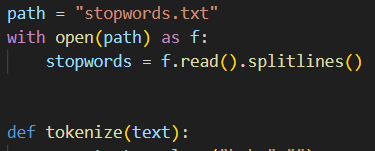 path = "stopwords.txt"
with open(path) as f:
    stopwords = f.read().splitlines()
def tokenize(text):